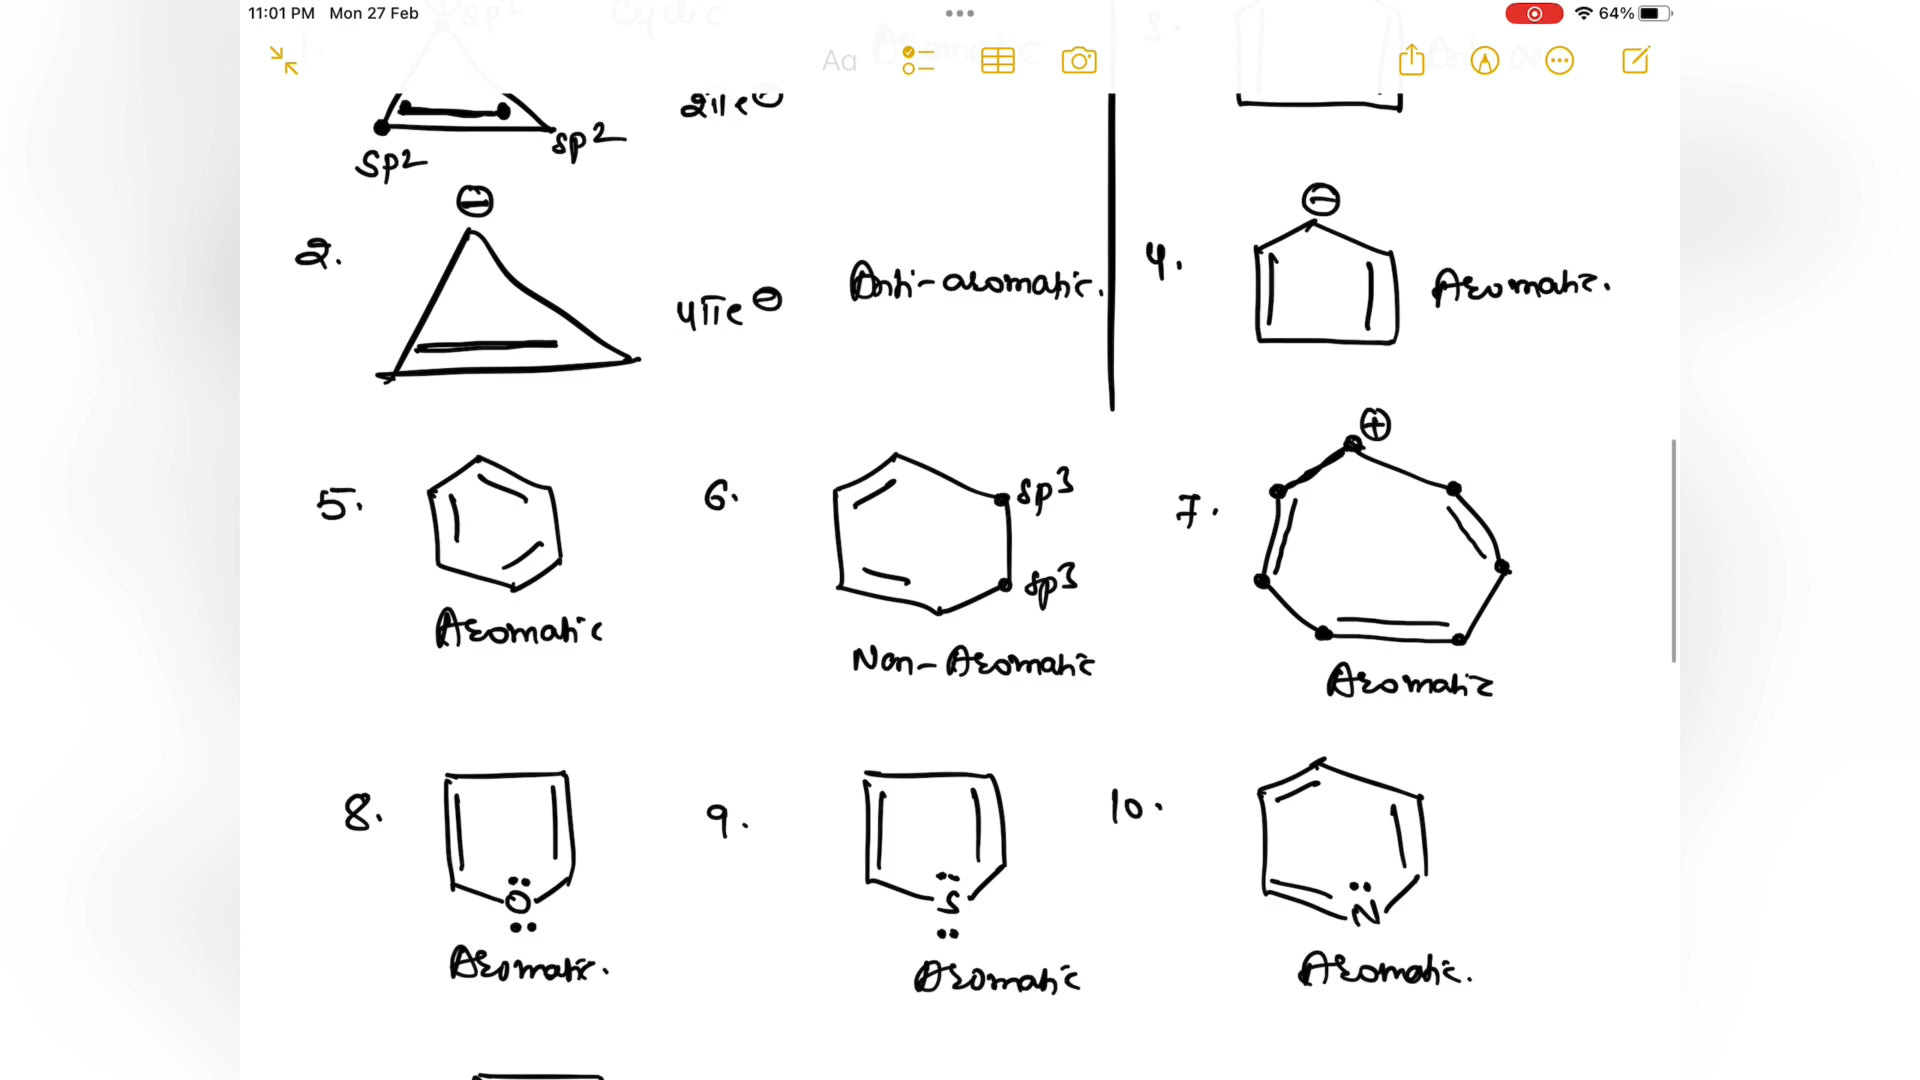 11:01 PM Mon 27 Feb
64%
Aa
2πe⊖
sp2
sp2
2.
⊖
4πe⊖
Anti-aromatic.
4.
⊖
Aromatic.
5.
Aromatic
6.
sp3
sp3
Non-Aromatic
7.
⊕
Aromatic
8.
O
Aromatic.
9.
S
Aromatic
10.
N
Aromatic.